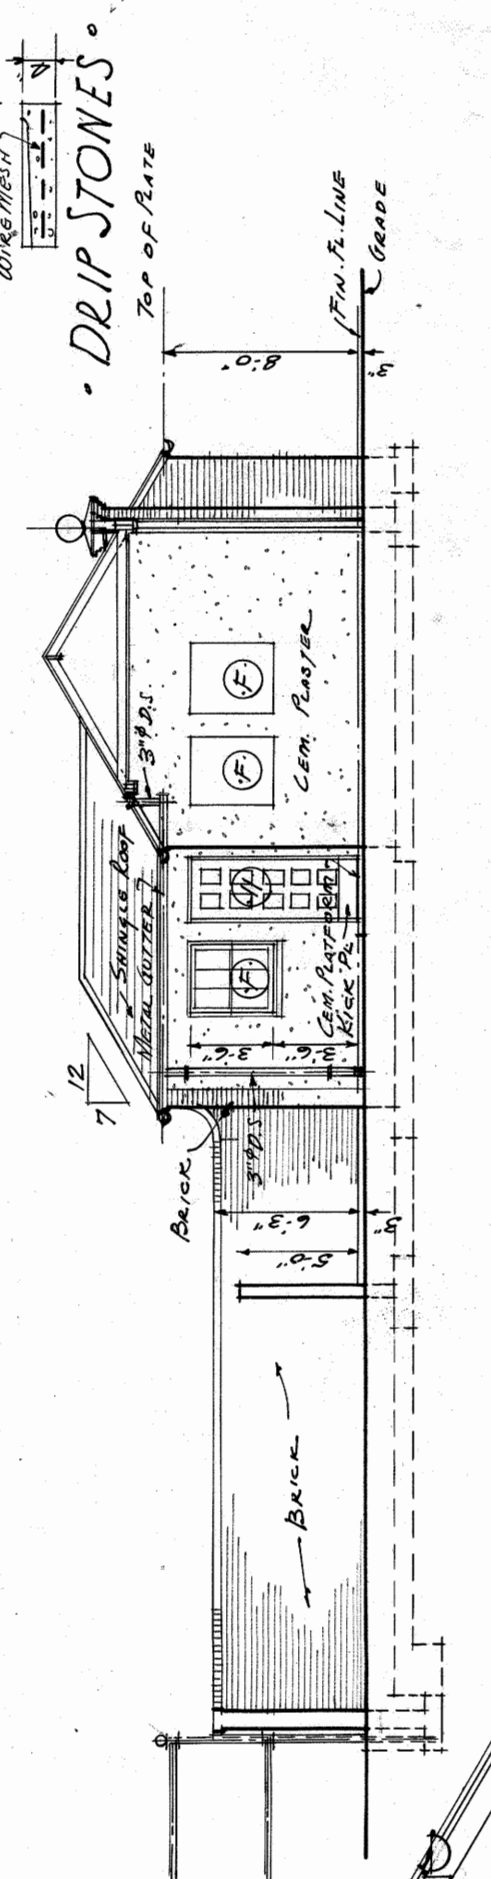 WIRE MESH
• DRIP STONES •
TOP OF PLATE
FIN. FL. LINE
GRADE
8'-0"
3"
3"φ D.S.
F.
F.
CEM. PLASTER
SHINGLE ROOF
METAL GUTTER
F.
CEM. PLATFORM
KICK PL.
3'-6"
3'-6"
12
7
BRICK
3"φ D.S.
6'-3"
5'-0"
3"
BRICK